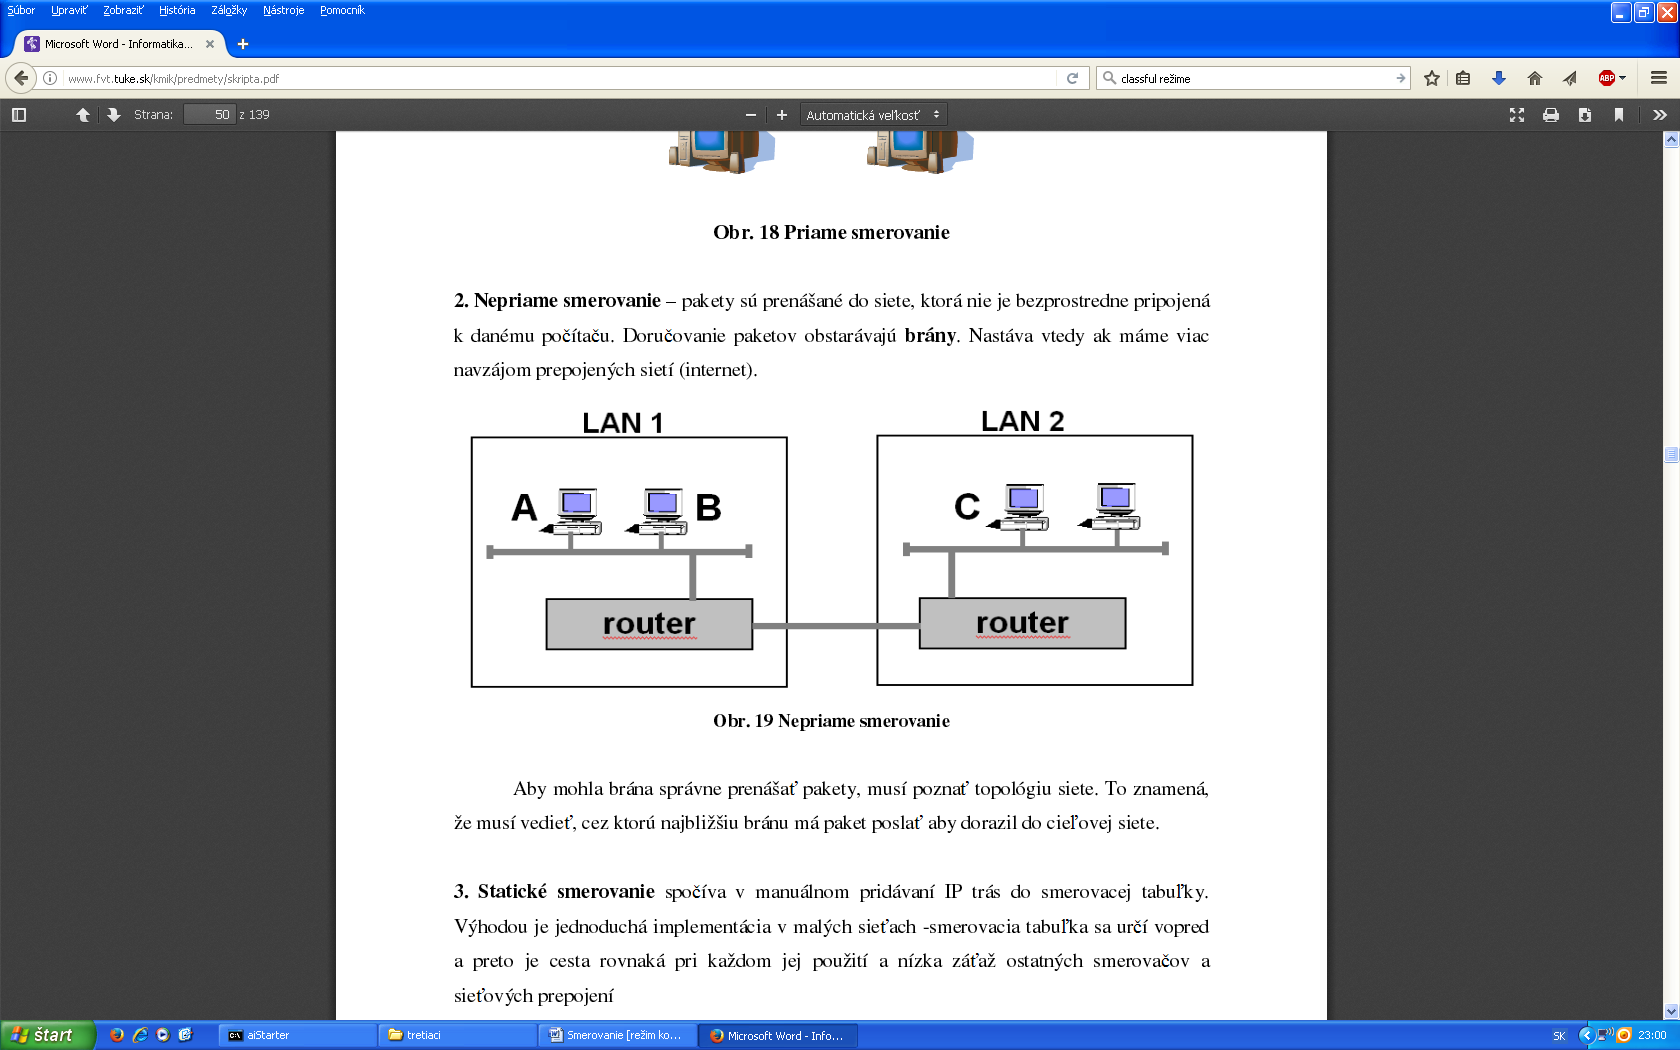 Súbor Upraviť Zobraziť História Záložky Nástroje Pomocník
Microsoft Word - Informatika...
www.fvt.tuke.sk/kmik/predmety/skripta.pdf
classful režime
ABP
Strana: 50 z 139
Automatická veľkosť
Obr. 18 Priame smerovanie
2. Nepriame smerovanie – pakety sú prenášané do siete, ktorá nie je bezprostredne pripojená
k danému počítaču. Doručovanie paketov obstarávajú brány. Nastáva vtedy ak máme viac
navzájom prepojených sietí (internet).
LAN 1 LAN 2
A B C
router router
Obr. 19 Nepriame smerovanie
Aby mohla brána správne prenášať pakety, musí poznať topológiu siete. To znamená,
že musí vedieť, cez ktorú najbližšiu bránu má paket poslať aby dorazil do cieľovej siete.
3. Statické smerovanie spočíva v manuálnom pridávaní IP trás do smerovacej tabuľky.
Výhodou je jednoduchá implementácia v malých sieťach -smerovacia tabuľka sa určí vopred
a preto je cesta rovnaká pri každom jej použití a nízka záťaž ostatných smerovačov a
sieťových prepojení
štart aiStarter tretiaci Smerovanie [režim ko... Microsoft Word - Info... SK 23:00